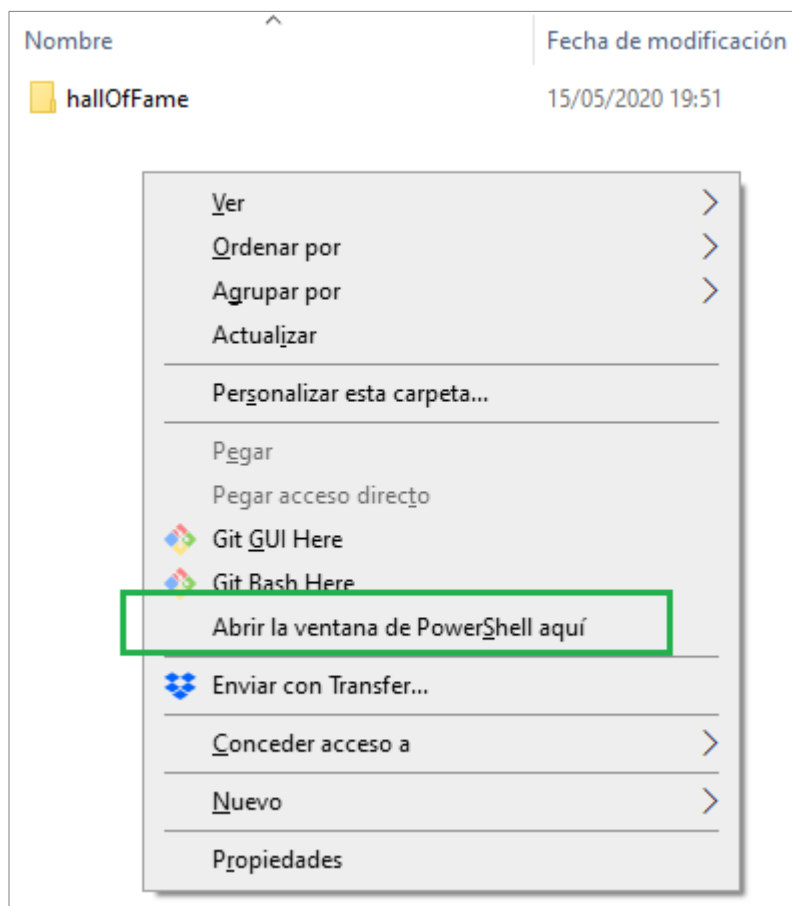 Nombre Fecha de modificación
hallOfFame 15/05/2020 19:51
Ver
Ordenar por
Agrupar por
Actualizar
Personalizar esta carpeta...
Pegar
Pegar acceso directo
Git GUI Here
Git Bash Here
Abrir la ventana de PowerShell aquí
Enviar con Transfer...
Conceder acceso a
Nuevo
Propiedades